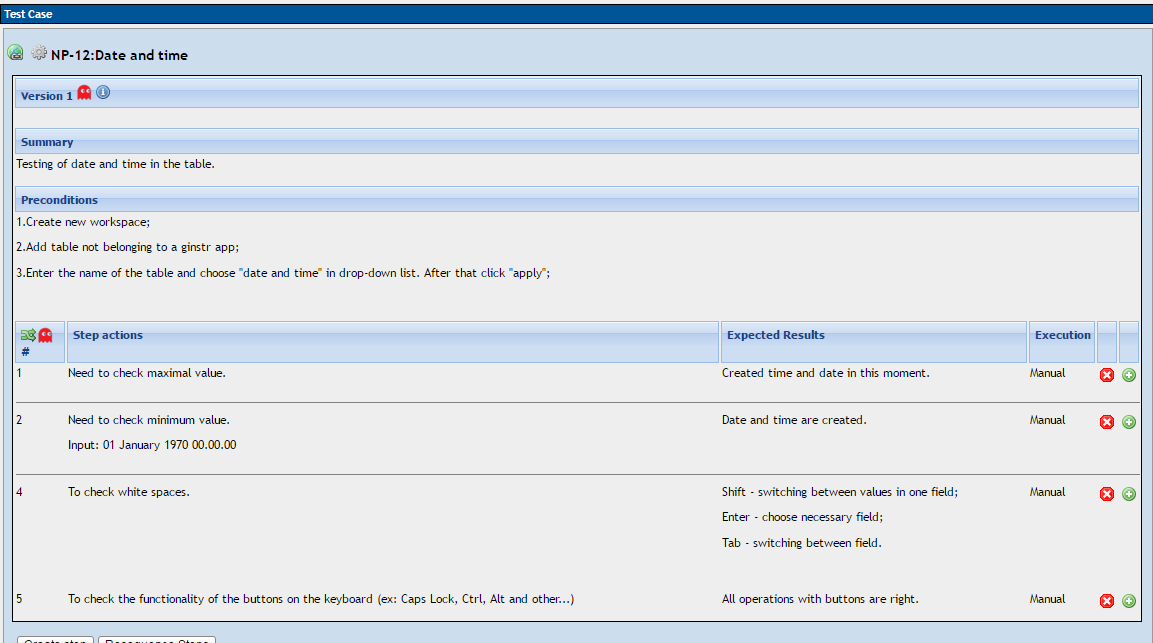 Test Case
NP-12:Date and time
Version 1
Summary
Testing of date and time in the table.
Preconditions
1.Create new workspace;
2.Add table not belonging to a ginstr app;
3.Enter the name of the table and choose "date and time" in drop-down list. After that click "apply";
# Step actions Expected Results Execution
1 Need to check maximal value. Created time and date in this moment. Manual
2 Need to check minimum value. Date and time are created. Manual
Input: 01 January 1970 00.00.00
4 To check white spaces. Shift - switching between values in one field; Manual
Enter - choose necessary field;
Tab - switching between field.
5 To check the functionality of the buttons on the keyboard (ex: Caps Lock, Ctrl, Alt and other...) All operations with buttons are right. Manual
Create step Resequence Steps